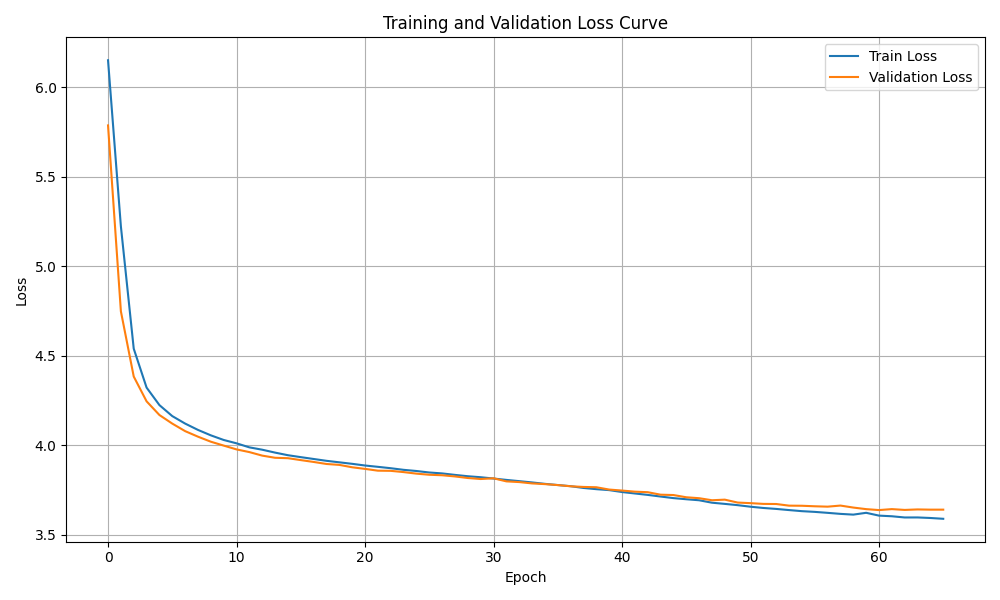 Training and Validation Loss Curve
Train Loss
Validation Loss
6.0
5.5
5.0
4.5
4.0
3.5
Loss
0 10 20 30 40 50 60
Epoch